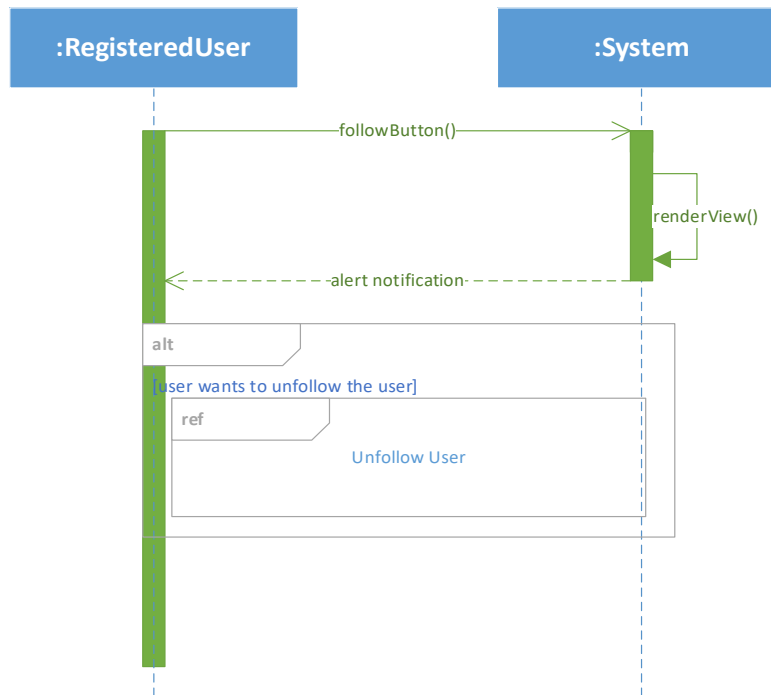 :RegisteredUser
:System
followButton()
renderView()
alert notification
alt
[user wants to unfollow the user]
ref
Unfollow User